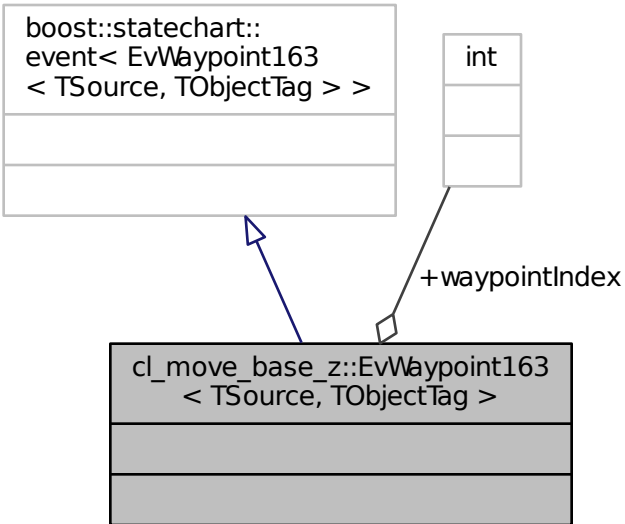 boost::statechart::
event< EvWaypoint163
< TSource, TObjectTag > >
int
+waypointIndex
cl_move_base_z::EvWaypoint163
< TSource, TObjectTag >